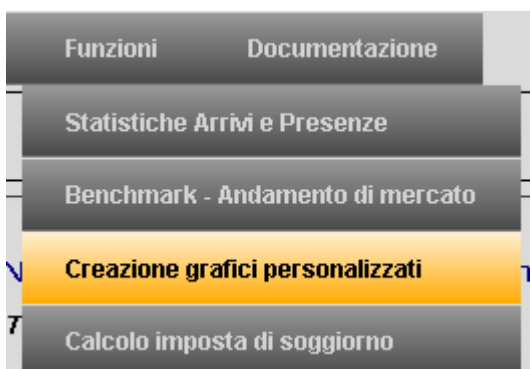 Funzioni Documentazione
Statistiche Arrivi e Presenze
Benchmark - Andamento di mercato
Creazione grafici personalizzati
Calcolo imposta di soggiorno